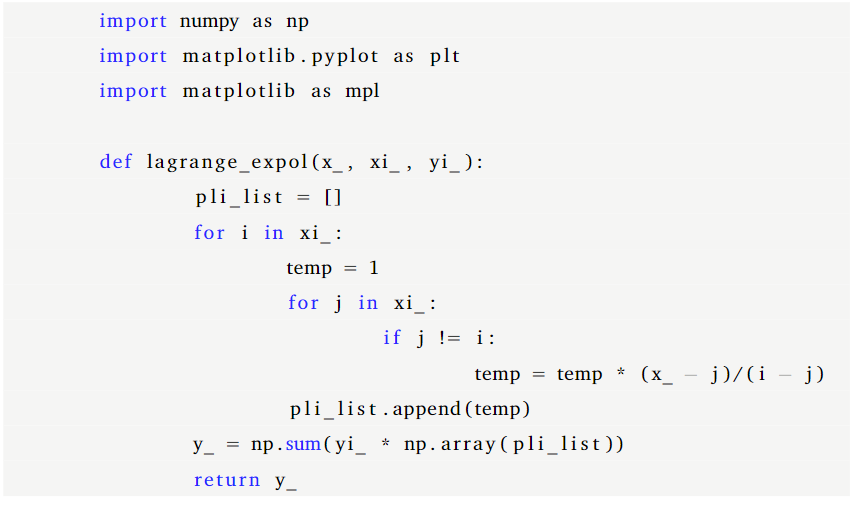 import numpy as np
import matplotlib.pyplot as plt
import matplotlib as mpl
def lagrange_expol(x_, xi_, yi_):
pli_list = []
for i in xi_:
temp = 1
for j in xi_:
if j != i:
temp = temp * (x_ − j)/(i − j)
pli_list.append(temp)
y_ = np.sum(yi_ * np.array(pli_list))
return y_